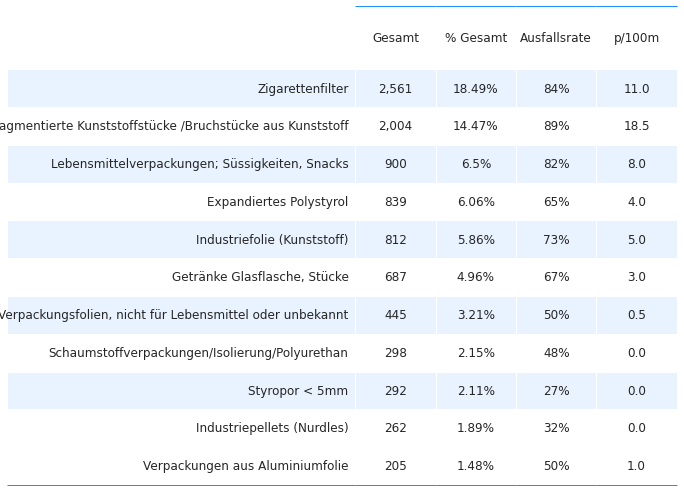 Gesamt % Gesamt Ausfallsrate p/100m
Zigarettenfilter 2,561 18.49% 84% 11.0
Kunststoffstücke /Bruchstücke aus Kunststoff 2,004 14.47% 89% 18.5
Lebensmittelverpackungen; Süssigkeiten, Snacks 900 6.5% 82% 8.0
Expandiertes Polystyrol 839 6.06% 65% 4.0
Industriefolie (Kunststoff) 812 5.86% 73% 5.0
Getränke Glasflasche, Stücke 687 4.96% 67% 3.0
Verpackungsfolien, nicht für Lebensmittel oder unbekannt 445 3.21% 50% 0.5
Schaumstoffverpackungen/Isolierung/Polyurethan 298 2.15% 48% 0.0
Styropor < 5mm 292 2.11% 27% 0.0
Industriepellets (Nurdles) 262 1.89% 32% 0.0
Verpackungen aus Aluminiumfolie 205 1.48% 50% 1.0